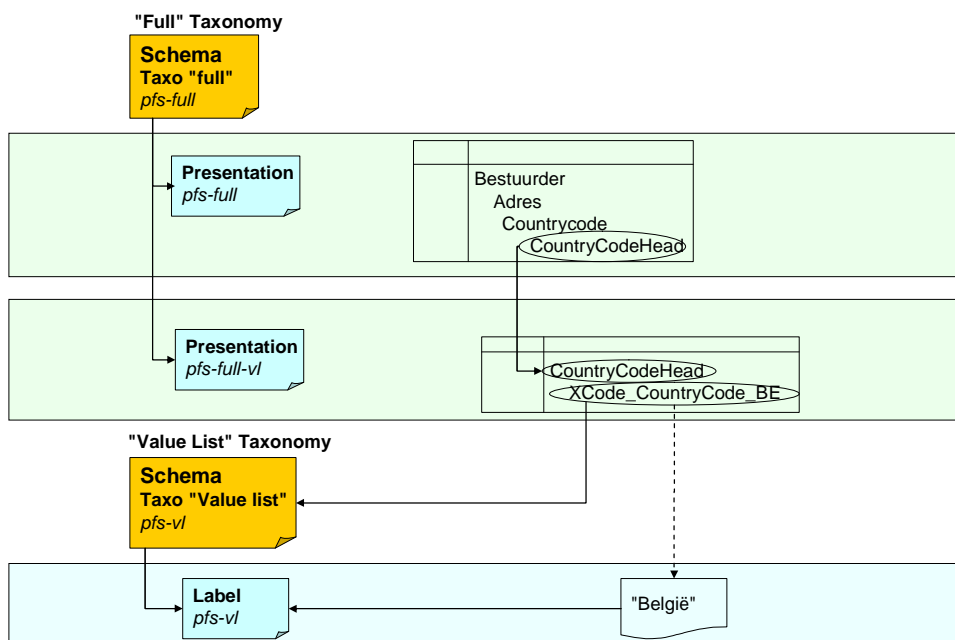 "Full" Taxonomy
Schema
Taxo "full"
pfs-full
Presentation
pfs-full
Bestuurder
Adres
Countrycode
CountryCodeHead
Presentation
pfs-full-vl
CountryCodeHead
XCode_CountryCode_BE
"Value List" Taxonomy
Schema
Taxo "Value list"
pfs-vl
Label
pfs-vl
"België"